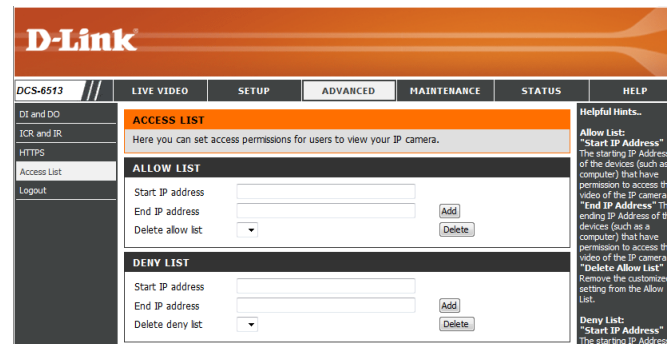 D-Link
DCS-6513
LIVE VIDEO
SETUP
ADVANCED
MAINTENANCE
STATUS
HELP
DI and DO
ICR and IR
HTTPS
Access List
Logout
ACCESS LIST
Here you can set access permissions for users to view your IP camera.
ALLOW LIST
Start IP address
End IP address
Add
Delete allow list
Delete
DENY LIST
Start IP address
End IP address
Add
Delete deny list
Delete
Helpful Hints..
Allow List:
"Start IP Address"
The starting IP
of the devices (such as
computer) that have
permission to access
video of the IP camera
"End IP Address"
ending IP Address of
devices (such as a
computer) that have
permission to access
video of the IP camera
"Delete Allow List"
Remove the
setting from the Allow
List.
Deny List:
"Start IP Address"
The starting IP